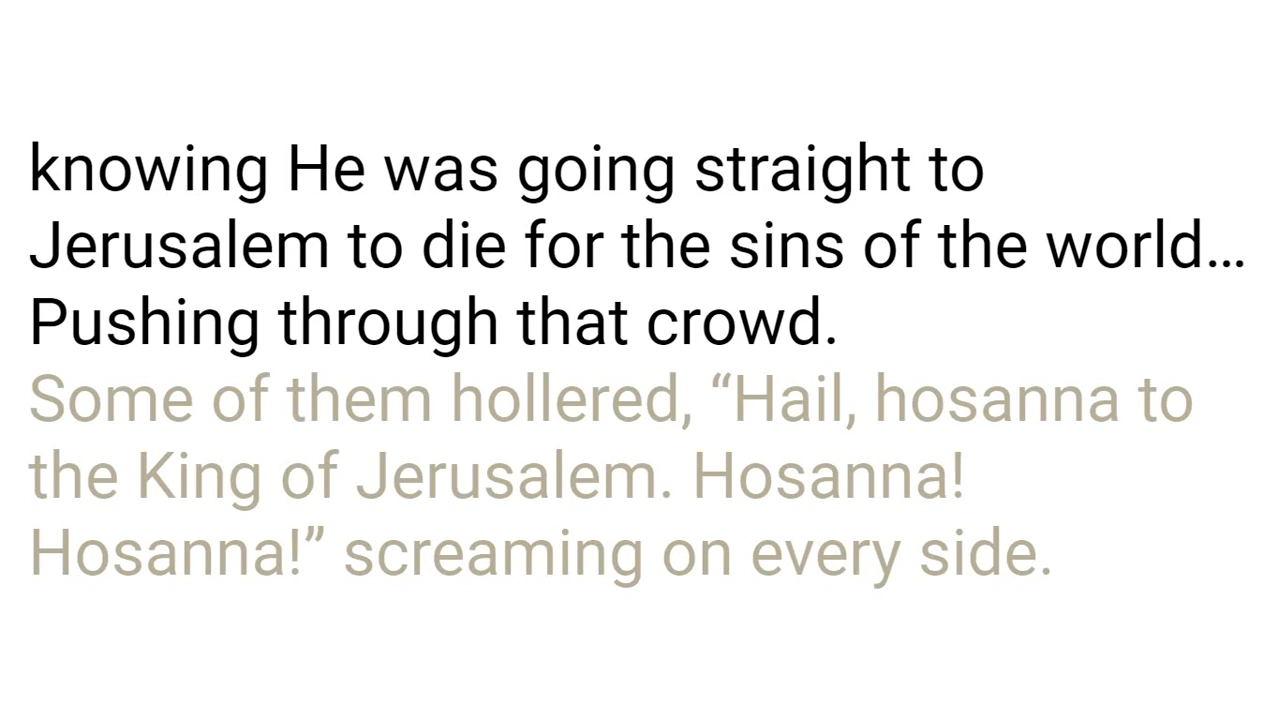 knowing He was going straight to
Jerusalem to die for the sins of the world…
Pushing through that crowd.
Some of them hollered, “Hail, hosanna to
the King of Jerusalem. Hosanna!
Hosanna!” screaming on every side.